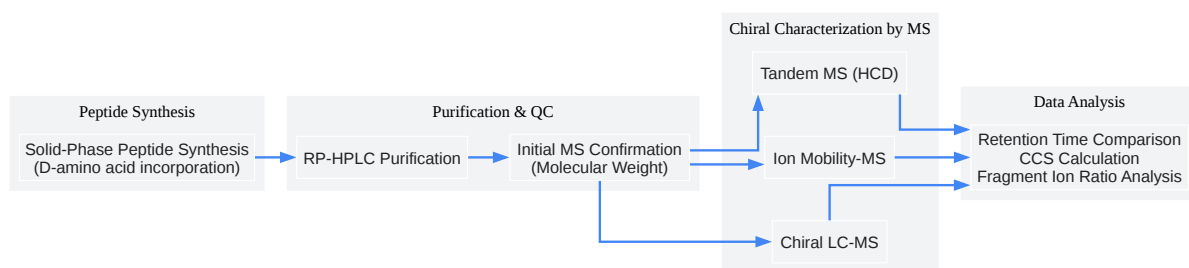 Peptide Synthesis
Solid-Phase Peptide Synthesis
(D-amino acid incorporation)
Purification & QC
RP-HPLC Purification
Initial MS Confirmation
(Molecular Weight)
Chiral Characterization by MS
Tandem MS (HCD)
Ion Mobility-MS
Chiral LC-MS
Data Analysis
Retention Time Comparison
CCS Calculation
Fragment Ion Ratio Analysis